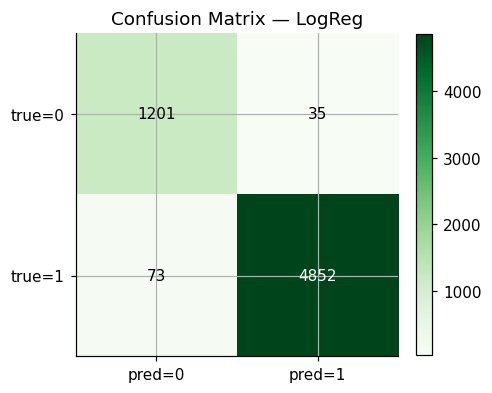 Confusion Matrix — LogReg
true=0
1201
35
true=1
73
4852
pred=0
pred=1
4000
3000
2000
1000